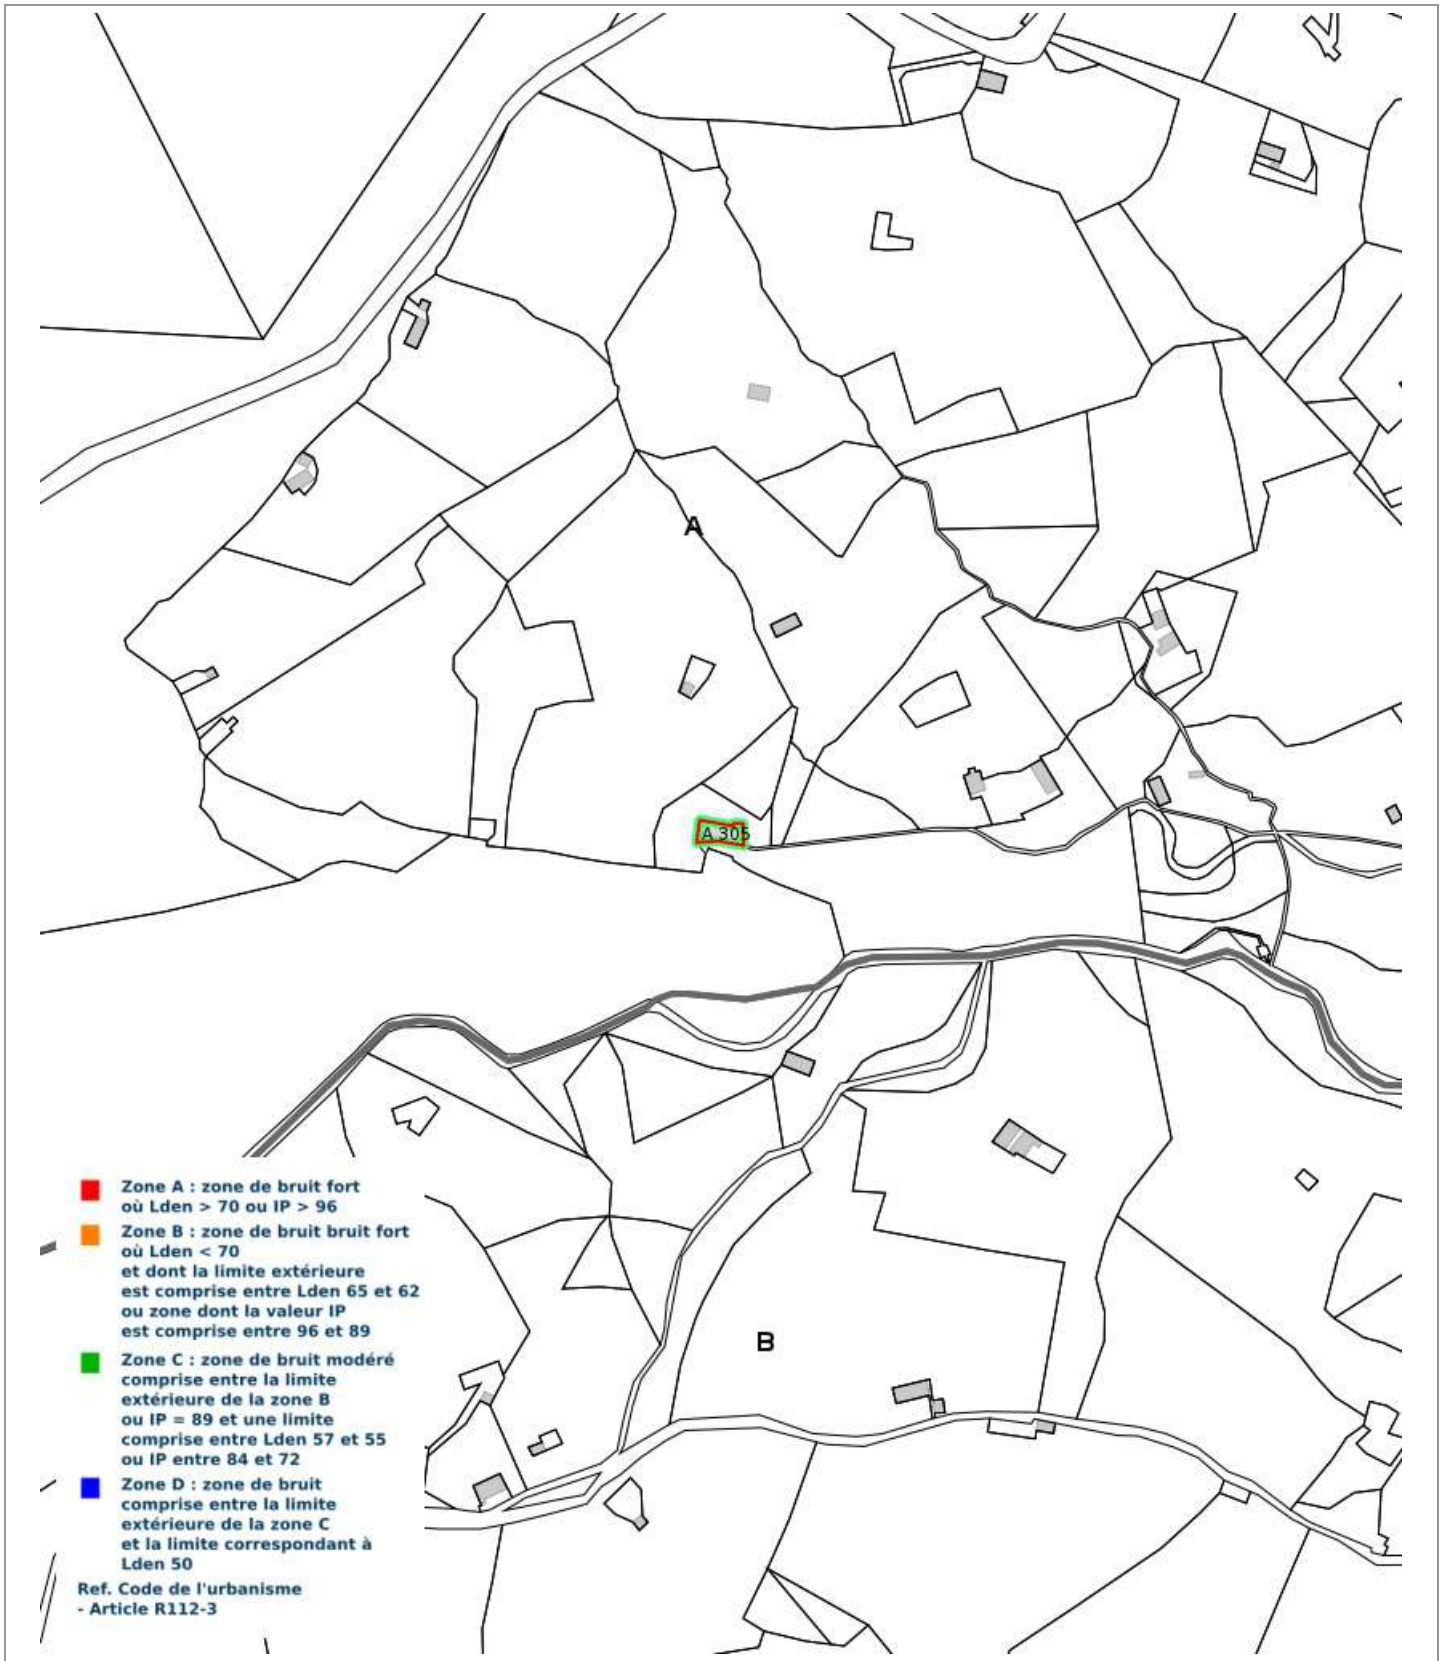 A
A 305
Zone A : zone de bruit fort
où Lden > 70 ou IP > 96
Zone B : zone de bruit bruit fort
où Lden < 70
et dont la limite extérieure
est comprise entre Lden 65 et 62
ou zone dont la valeur IP
est comprise entre 96 et 89
B
Zone C : zone de bruit modéré
comprise entre la limite
extérieure de la zone B
ou IP = 89 et une limite
comprise entre Lden 57 et 55
ou IP entre 84 et 72
Zone D : zone de bruit
comprise entre la limite
extérieure de la zone C
et la limite correspondant à
Lden 50
Ref. Code de l'urbanisme
- Article R112-3